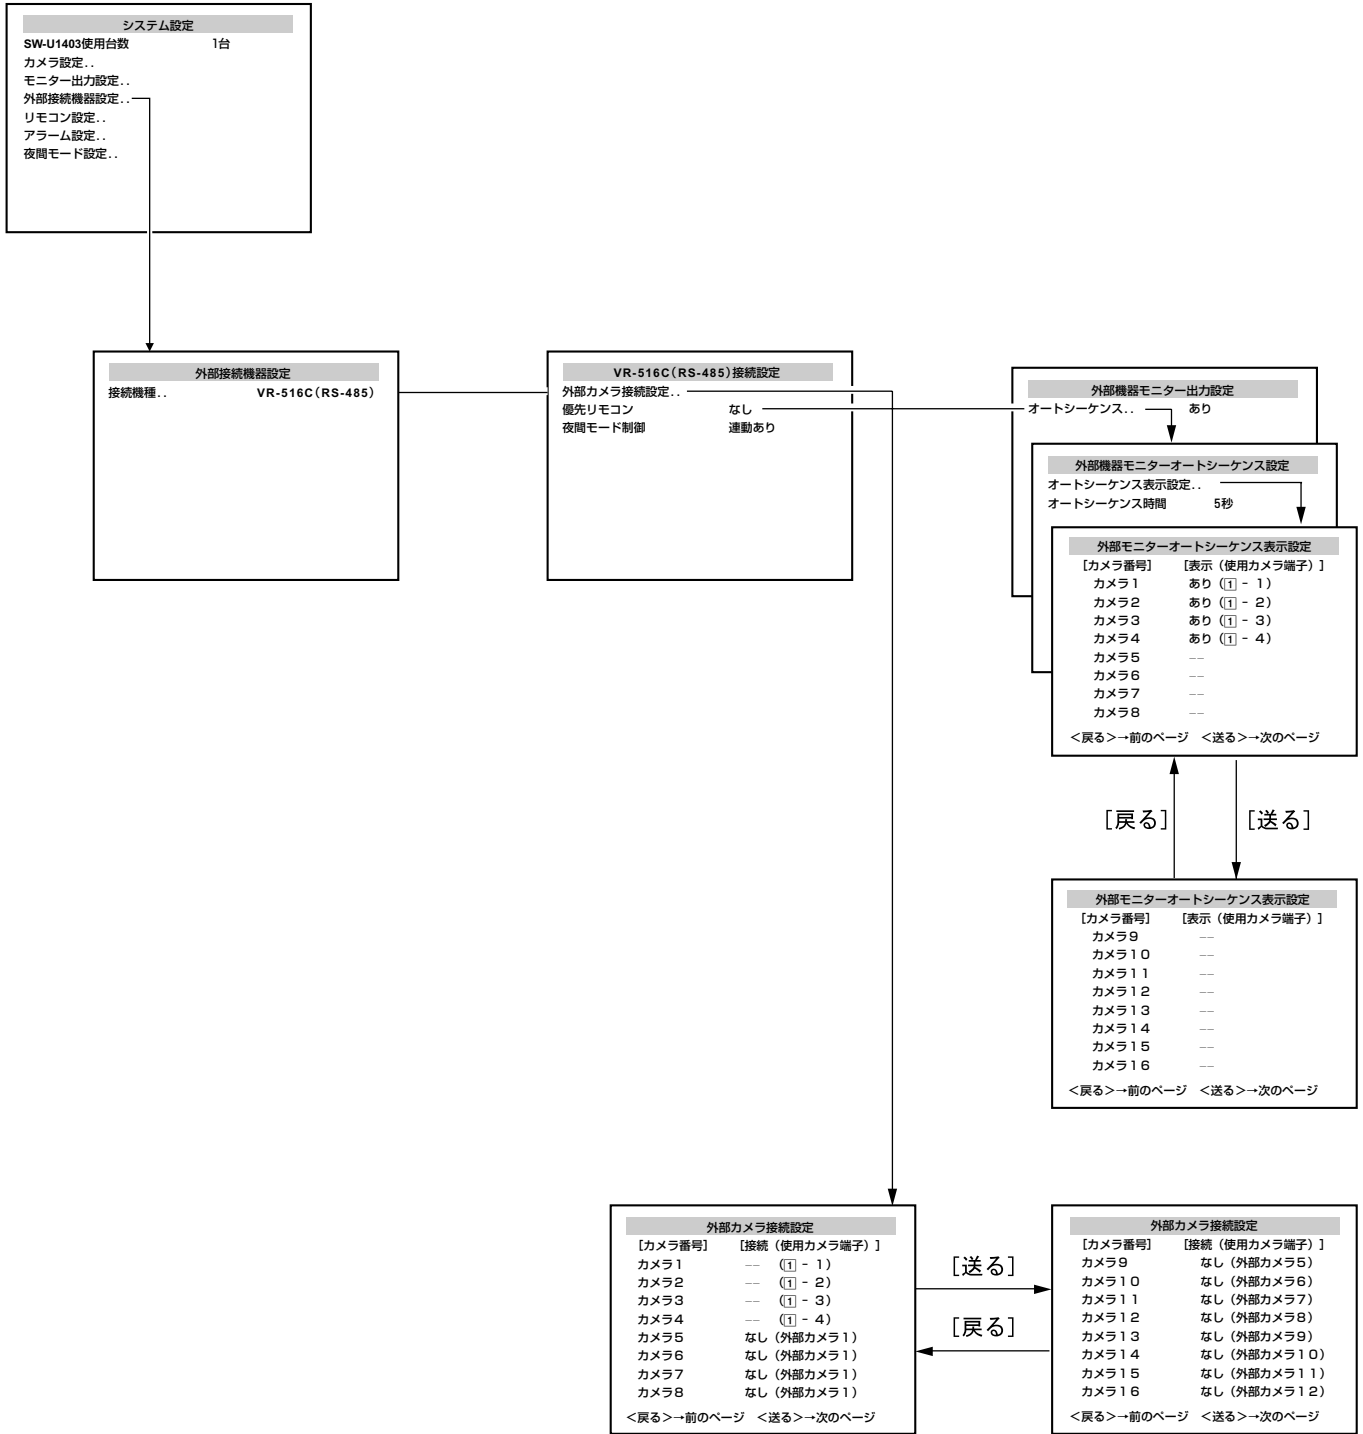 システム設定
SW-U1403使用台数 1台
カメラ設定..
モニター出力設定..
外部接続機器設定..
リモコン設定..
アラーム設定..
夜間モード設定..
外部接続機器設定
接続機種.. VR-516C(RS-485)
VR-516C(RS-485)接続設定
外部カメラ接続設定..
優先リモコン なし
夜間モード制御 連動あり
外部機器モニター出力設定
オートシーケンス.. あり
外部機器モニターオートシーケンス設定
オートシーケンス表示設定..
オートシーケンス時間 5秒
外部モニターオートシーケンス表示設定
[カメラ番号] [表示(使用カメラ端子)]
カメラ1 あり(1 - 1)
カメラ2 あり(1 - 2)
カメラ3 あり(1 - 3)
カメラ4 あり(1 - 4)
カメラ5 --
カメラ6 --
カメラ7 --
カメラ8 --
<戻る>→前のページ <送る>→次のページ
[戻る] [送る]
外部モニターオートシーケンス表示設定
[カメラ番号] [表示(使用カメラ端子)]
カメラ9 --
カメラ10 --
カメラ11 --
カメラ12 --
カメラ13 --
カメラ14 --
カメラ15 --
カメラ16 --
<戻る>→前のページ <送る>→次のページ
外部カメラ接続設定
[カメラ番号] [接続(使用カメラ端子)]
カメラ1 -- (1 - 1)
カメラ2 -- (1 - 2)
カメラ3 -- (1 - 3)
カメラ4 -- (1 - 4)
カメラ5 なし(外部カメラ1)
カメラ6 なし(外部カメラ1)
カメラ7 なし(外部カメラ1)
カメラ8 なし(外部カメラ1)
<戻る>→前のページ <送る>→次のページ
[送る]
[戻る]
外部カメラ接続設定
[カメラ番号] [接続(使用カメラ端子)]
カメラ9 なし(外部カメラ5)
カメラ10 なし(外部カメラ6)
カメラ11 なし(外部カメラ7)
カメラ12 なし(外部カメラ8)
カメラ13 なし(外部カメラ9)
カメラ14 なし(外部カメラ10)
カメラ15 なし(外部カメラ11)
カメラ16 なし(外部カメラ12)
<戻る>→前のページ <送る>→次のページ